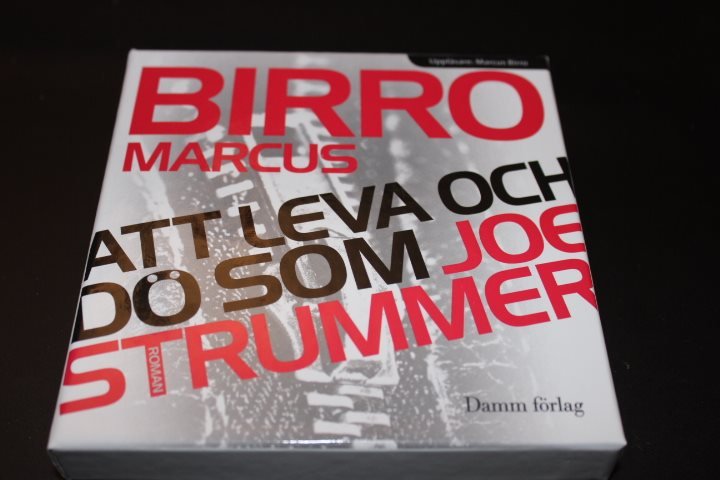 Uppläsare: Marcus Birro
BIRRO
MARCUS
ATT LEVA OCH
DÖ SOM JOE
STRUMMER
ROMAN
Damm förlag